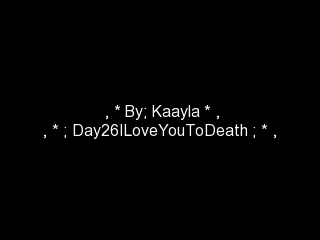 , * By; Kaayla * ,
, * ; Day26ILoveYouToDeath ; * ,